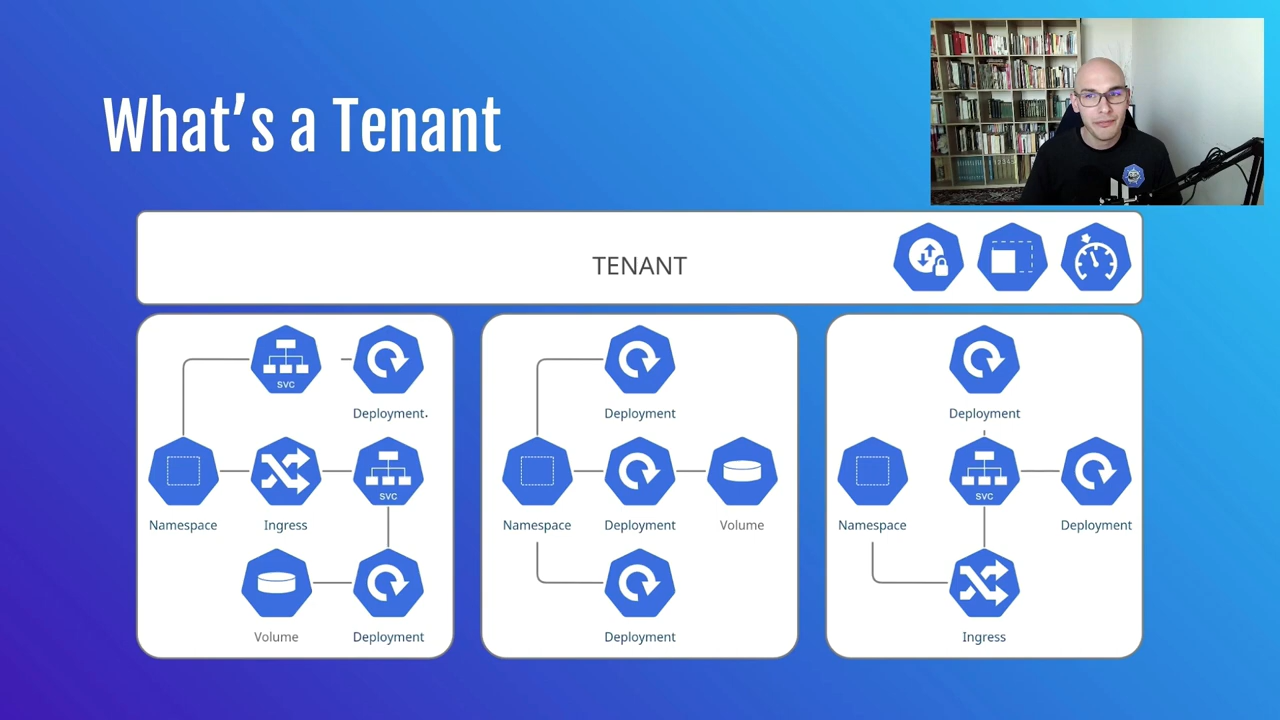 What's a Tenant
TENANT
SVC
Deployment.
Namespace
Ingress
SVC
Volume
Deployment
Deployment
Namespace
Deployment
Volume
Deployment
Deployment
Namespace
SVC
Deployment
Ingress